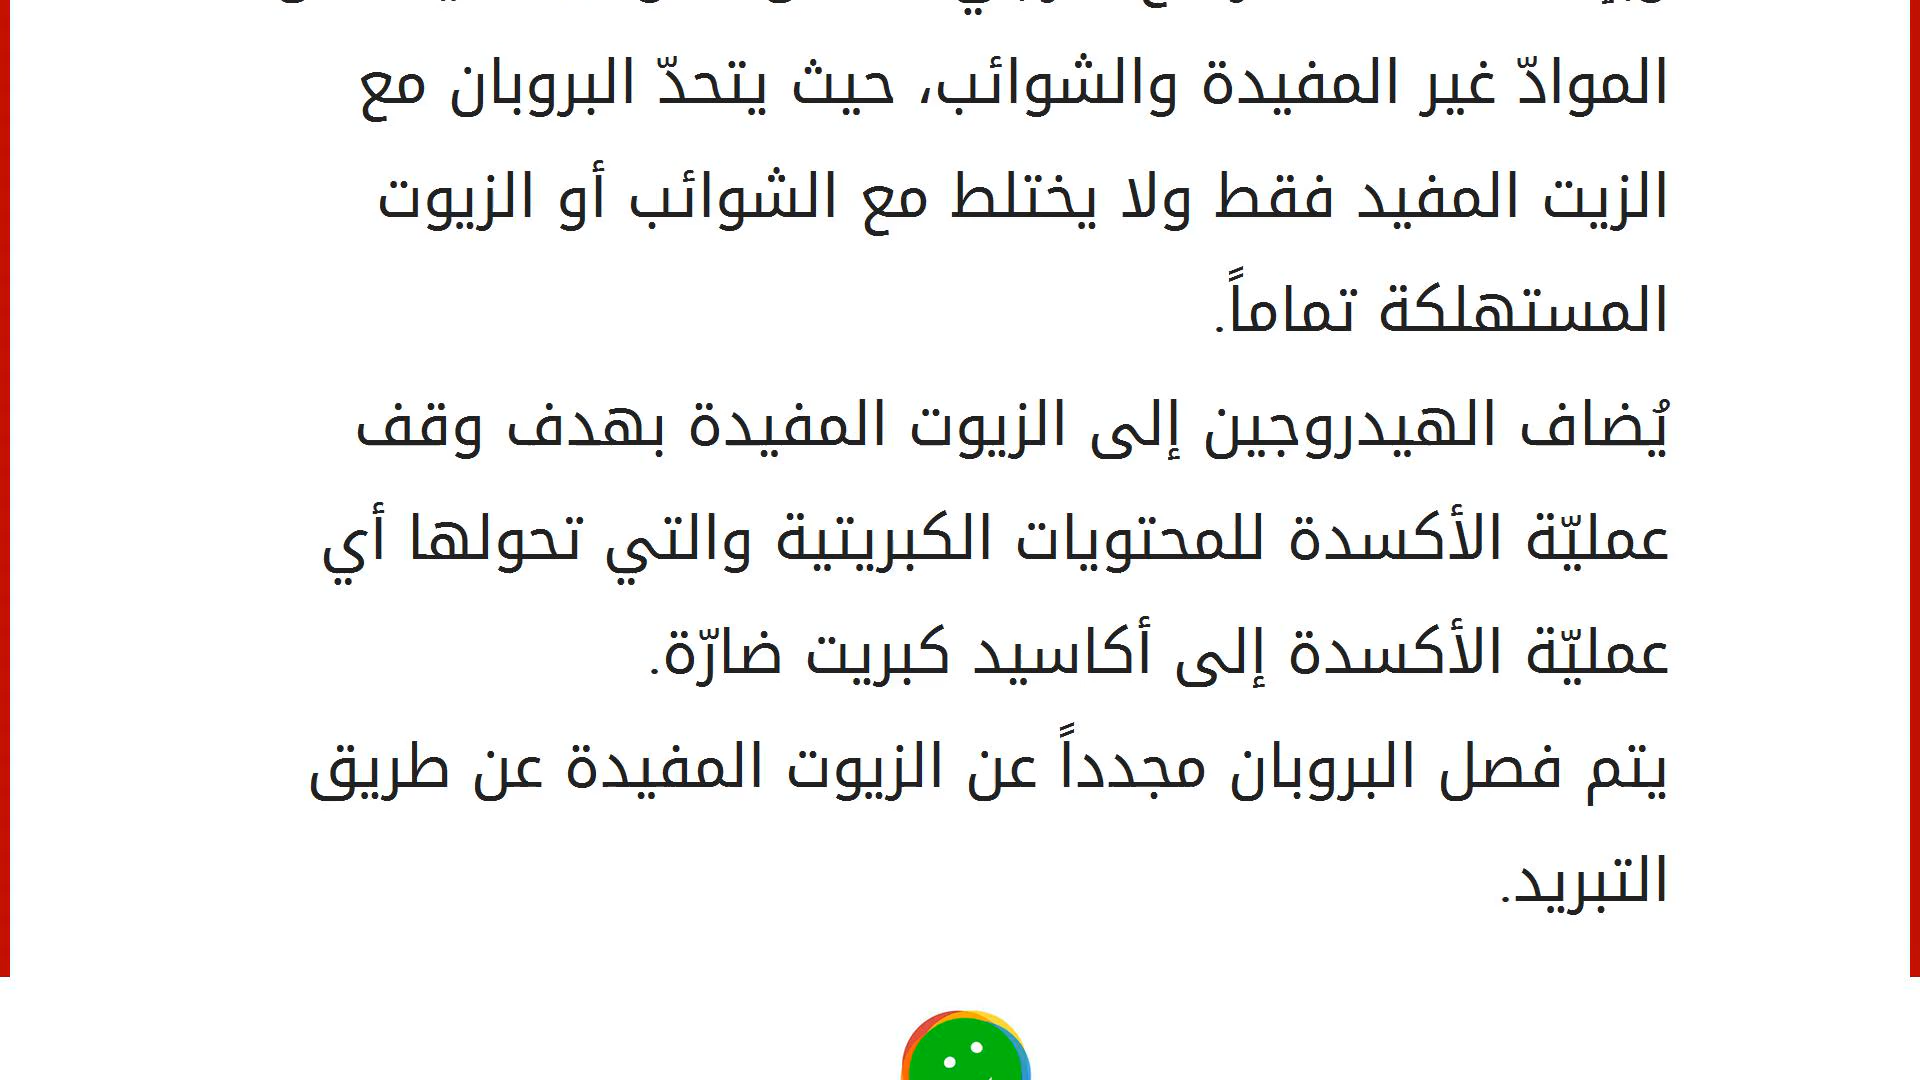 الموادّ غير المفيدة والشوائب، حيث يتحدّ البروبان مع
الزيت المفيد فقط ولا يختلط مع الشوائب أو الزيوت
المستهلكة تماماً.
يُضاف الهيدروجين إلى الزيوت المفيدة بهدف وقف
عمليّة الأكسدة للمحتويات الكبريتية والتي تحولها أي
عمليّة الأكسدة إلى أكاسيد كبريت ضارّة.
يتم فصل البروبان مجدداً عن الزيوت المفيدة عن طريق
التبريد.